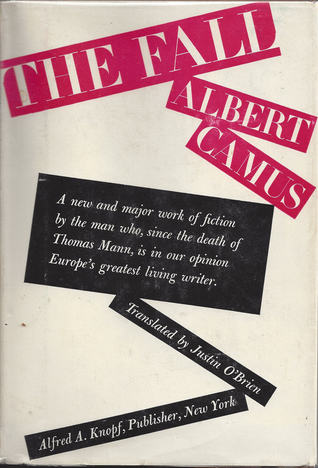 THE FALL
ALBERT
CAMUS
A new and major work of fiction
by the man who, since the death of
Thomas Mann, is in our opinion
Europe's greatest living writer.
Translated by Justin O'Brien
Alfred A. Knopf, Publisher, New York